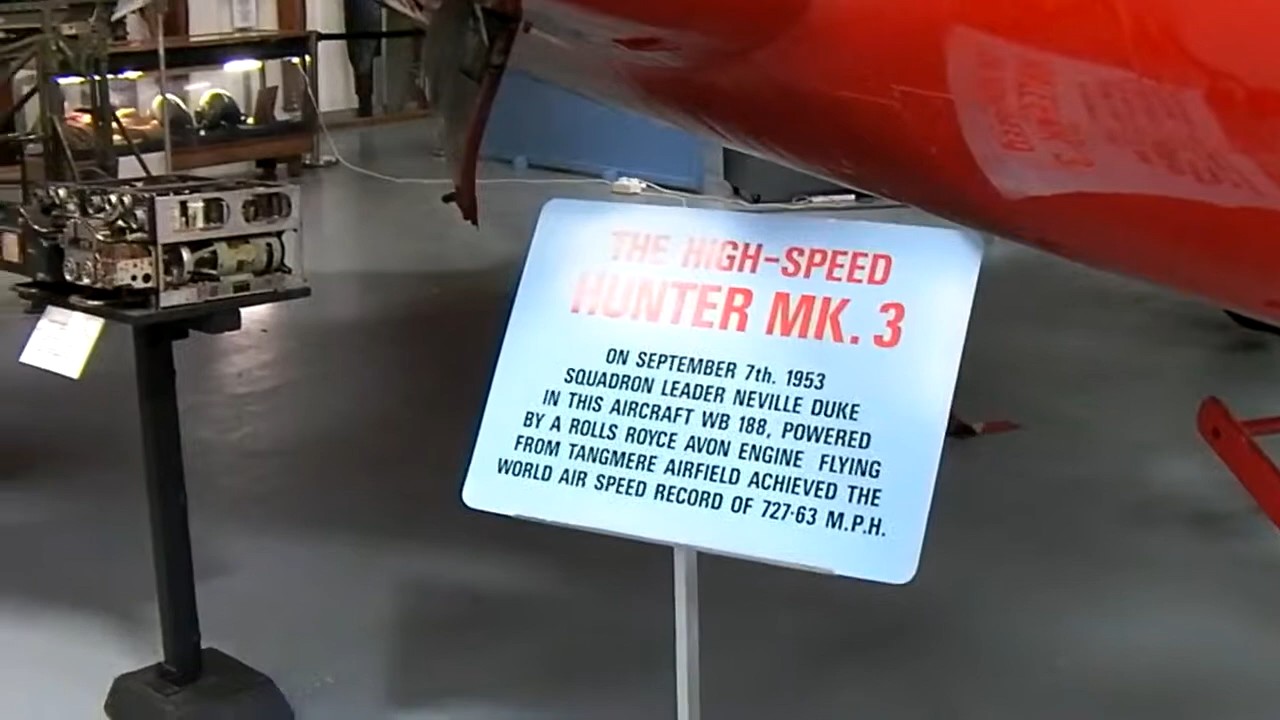 THE HIGH-SPEED
HUNTER MK. 3
ON SEPTEMBER 7th. 1953
SQUADRON LEADER NEVILLE DUKE
IN THIS AIRCRAFT WB 188, POWERED
BY A ROLLS ROYCE AVON ENGINE FLYING
FROM TANGMERE AIRFIELD ACHIEVED THE
WORLD AIR SPEED RECORD OF 727·63 M.P.H.